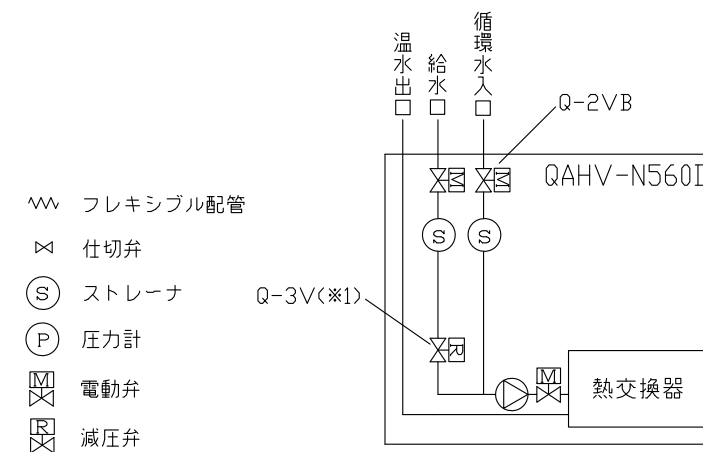 温水出口
給水口
循環水入口
Q-2VB
QAHV-N560
M
M
フレキシブル配管
仕切弁
S
S
S
ストレーナ
Q-3V(※1)
P
圧力計
R
M
電動弁
M
熱交換器
R
減圧弁